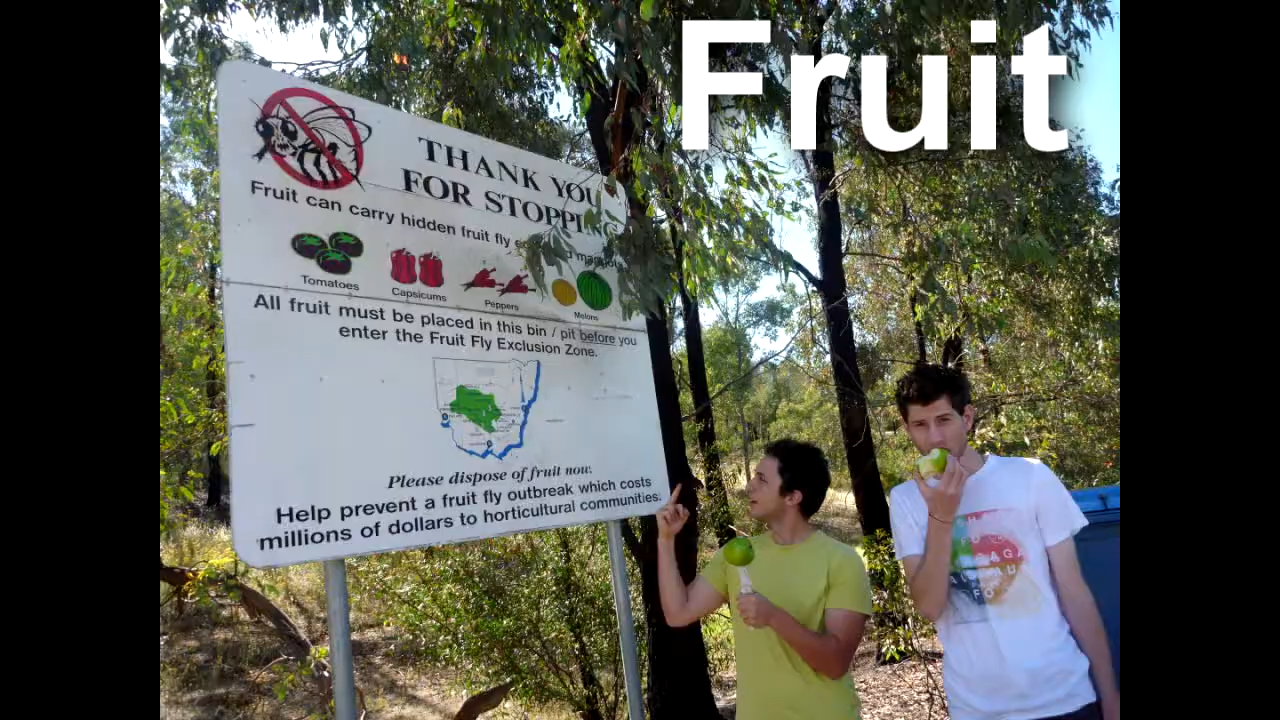 Fruit
THANK YOU
FOR STOPPING
Fruit can carry hidden fruit fly
Tomatoes
Capsicums
Peppers
Melons
All fruit must be placed in this bin / pit before you
enter the Fruit Fly Exclusion Zone.
Please dispose of fruit now.
Help prevent a fruit fly outbreak which costs
millions of dollars to horticultural communities.